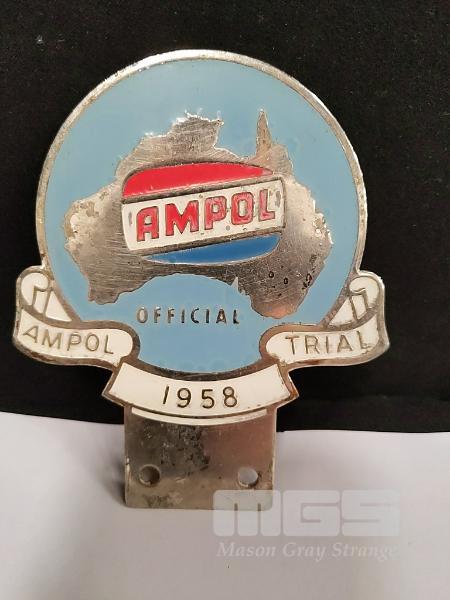 AMPOL
OFFICIAL
AMPOL TRIAL
1958
MGS
Mason Gray Strange